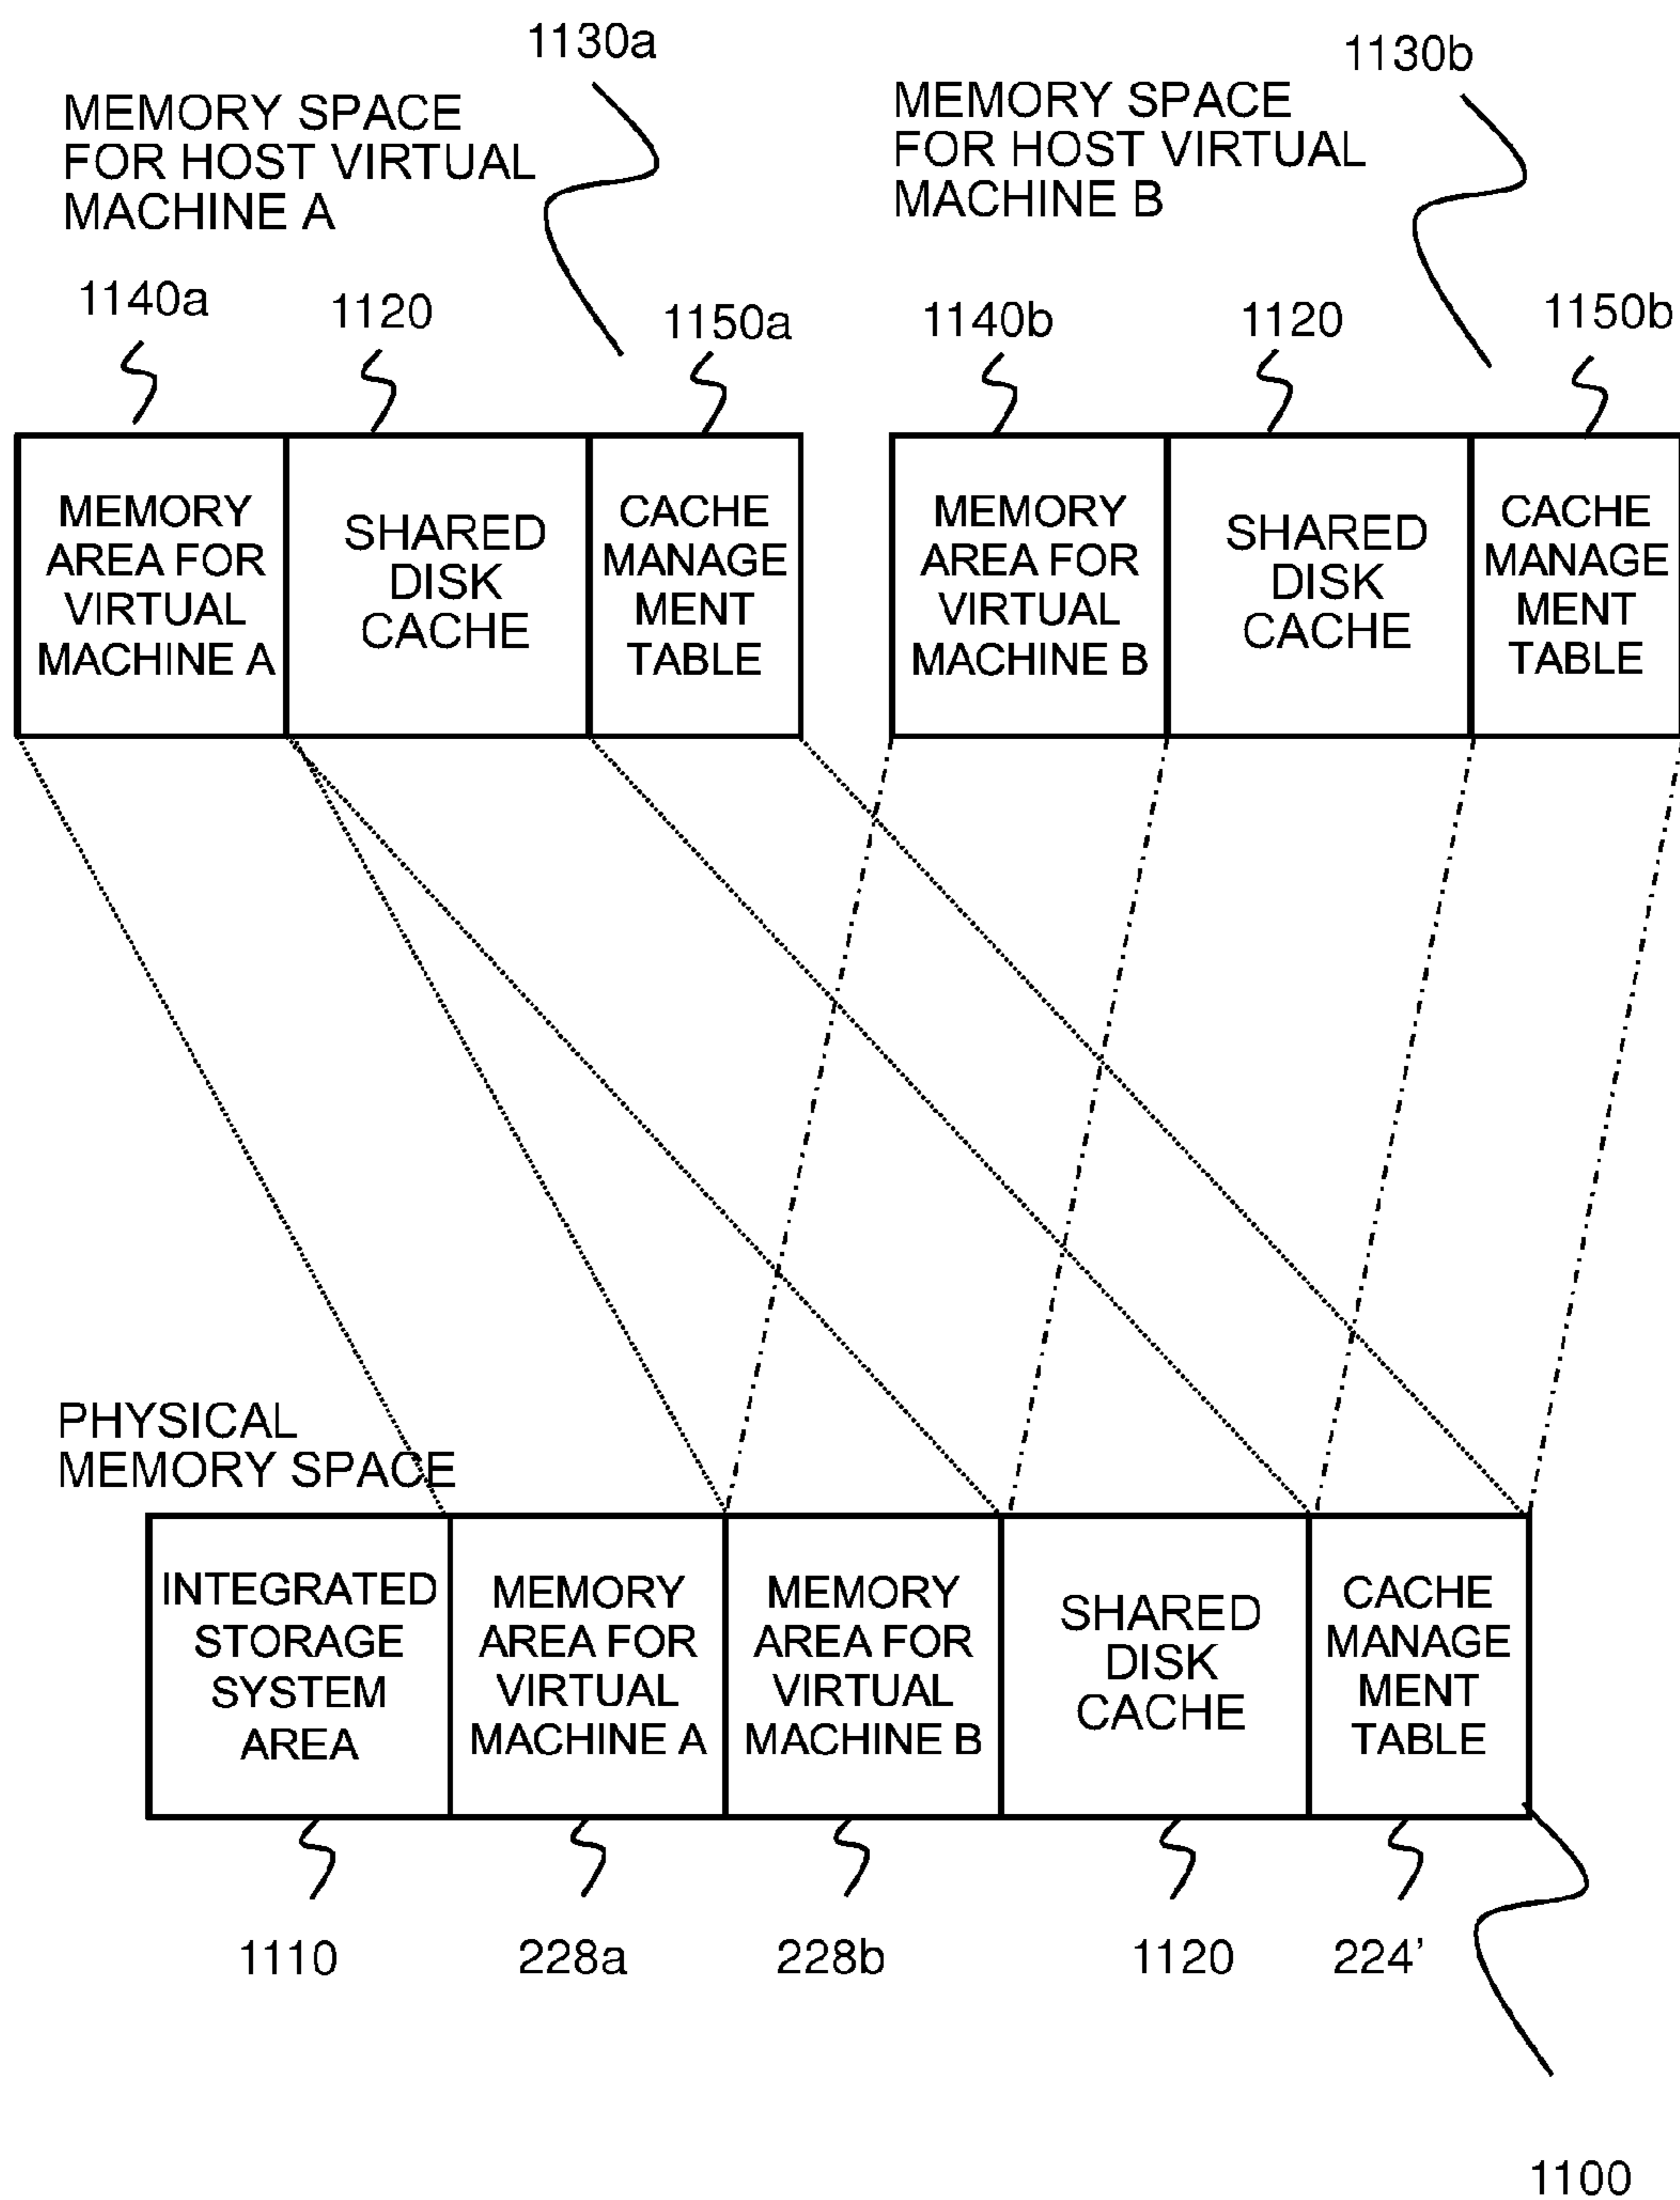 1130a
1130b
MEMORY SPACE
FOR HOST VIRTUAL
MACHINE A
MEMORY SPACE
FOR HOST VIRTUAL
MACHINE B
1140a
1120
1150a
1140b
1120
1150b
MEMORY
AREA FOR
VIRTUAL
MACHINE A
SHARED
DISK
CACHE
CACHE
MANAGE
MENT
TABLE
MEMORY
AREA FOR
VIRTUAL
MACHINE B
SHARED
DISK
CACHE
CACHE
MANAGE
MENT
TABLE
PHYSICAL
MEMORY SPACE
INTEGRATED
STORAGE
SYSTEM
AREA
MEMORY
AREA FOR
VIRTUAL
MACHINE A
MEMORY
AREA FOR
VIRTUAL
MACHINE B
SHARED
DISK
CACHE
CACHE
MANAGE
MENT
TABLE
1110
228a
228b
1120
224’
1100